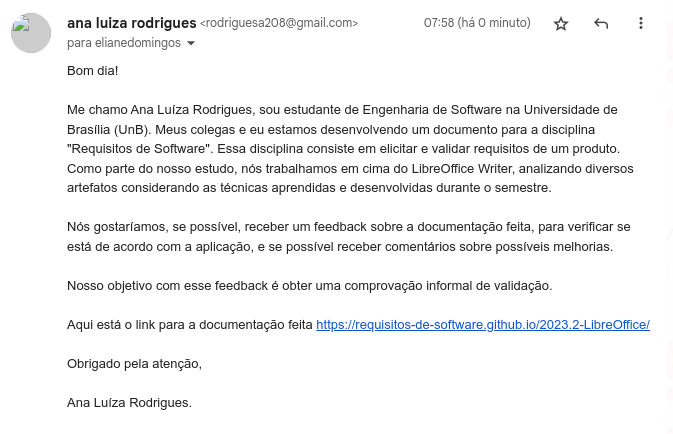 ana luiza rodrigues <rodriguesa208@gmail.com> 07:58 (há 0 minuto)
para elianedomingos
Bom dia!
Me chamo Ana Luíza Rodrigues, sou estudante de Engenharia de Software na Universidade de
Brasília (UnB). Meus colegas e eu estamos desenvolvendo um documento para a disciplina
"Requisitos de Software". Essa disciplina consiste em elicitar e validar requisitos de um produto.
Como parte do nosso estudo, nós trabalhamos em cima do LibreOffice Writer, analizando diversos
artefatos considerando as técnicas aprendidas e desenvolvidas durante o semestre.
Nós gostaríamos, se possível, receber um feedback sobre a documentação feita, para verificar se
está de acordo com a aplicação, e se possível receber comentários sobre possíveis melhorias.
Nosso objetivo com esse feedback é obter uma comprovação informal de validação.
Aqui está o link para a documentação feita https://requisitos-de-software.github.io/2023.2-LibreOffice/
Obrigado pela atenção,
Ana Luíza Rodrigues.